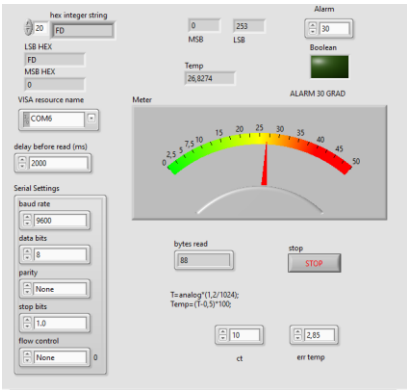 hex integer string
20
FD
LSB HEX
FD
MSB HEX
0
VISA resource name
COM6
delay before read (ms)
2000
Serial Settings
baud rate
9600
data bits
8
parity
None
stop bits
1.0
flow control
None 0
0 253
MSB LSB
Temp
26,8274
Alarm
30
Boolean
ALARM 30 GRAD
Meter
0 2,5 5 7,5 10 15 20 25 30 35 40 45 50
bytes read
88
stop
STOP
T=analog*(1,2/1024);
Temp=(T-0,5)*100;
10
ct
2,85
err temp